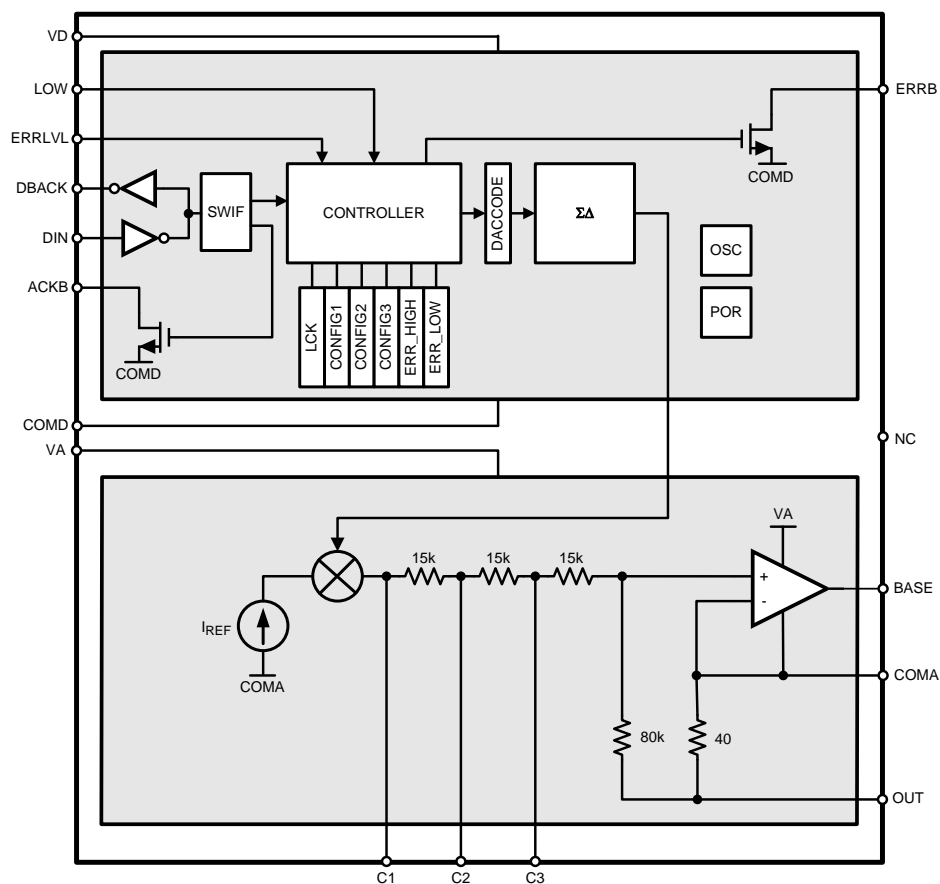 VD
LOW
ERRLVL
DBACK
DIN
ACKB
COMD
VA
SWIF
CONTROLLER
DACCODE
ΣΔ
LCK
CONFIG1
CONFIG2
CONFIG3
ERR_HIGH
ERR_LOW
COMD
COMD
OSC
POR
ERRB
NC
VA
15k
15k
15k
+
-
BASE
IREF
COMA
COMA
80k
40
OUT
C1
C2
C3